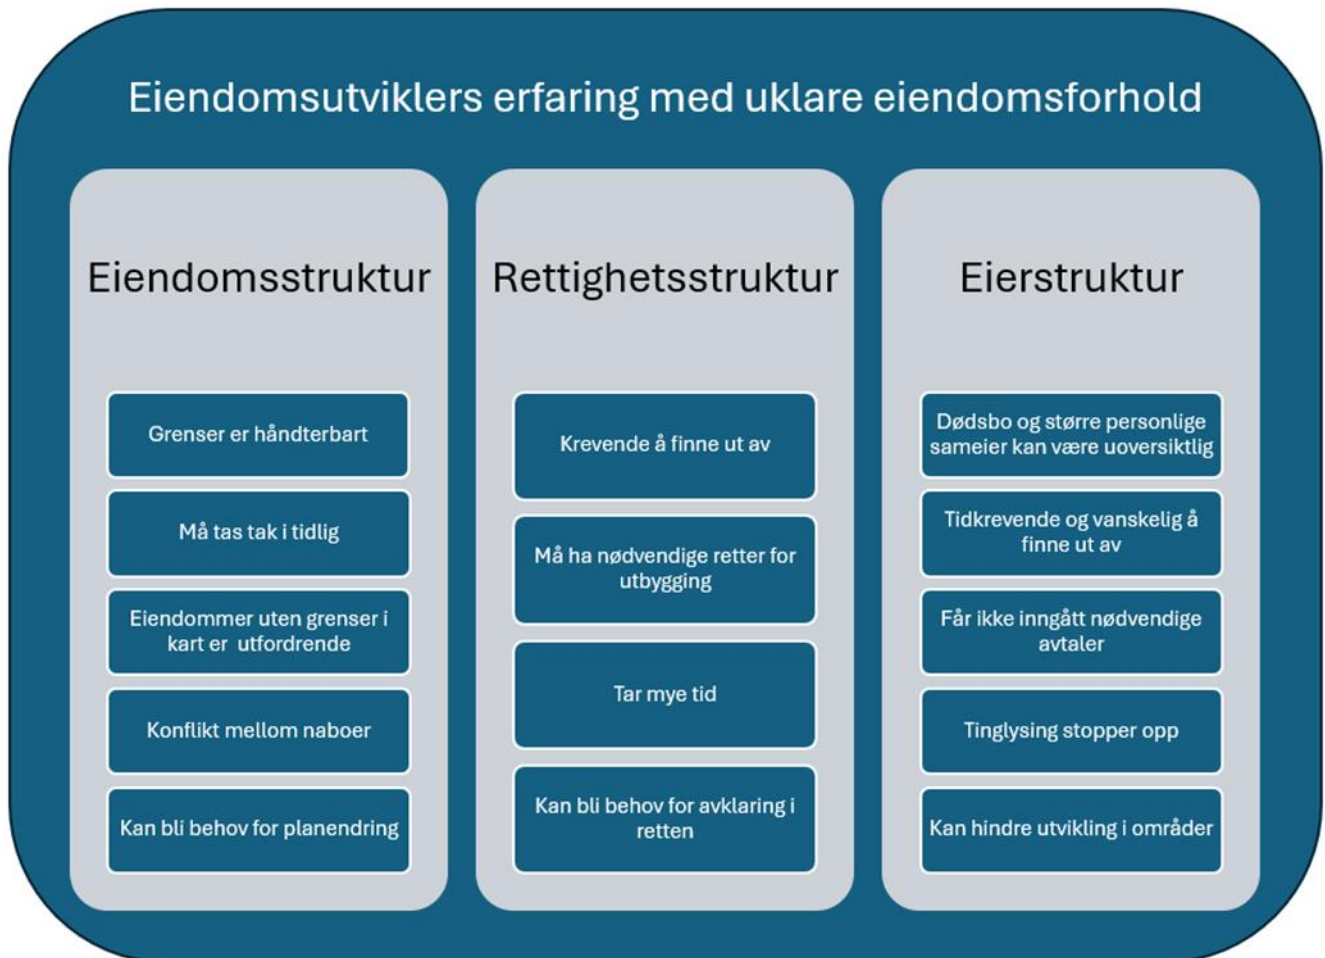 Eiendomsutviklers erfaring med uklare eiendomsforhold
Eiendomsstruktur
Grenser er håndterbart
Må tas tak i tidlig
Eiendommer uten grenser i
kart er utfordrende
Konflikt mellom naboer
Kan bli behov for planendring
Rettighetsstruktur
Krevende å finne ut av
Må ha nødvendige retter for
utbygging
Tar mye tid
Kan bli behov for avklaring i
retten
Eierstruktur
Dødsbo og større personlige
sameier kan være uoversiktlig
Tidkrevende og vanskelig å
finne ut av
Får ikke inngått nødvendige
avtaler
Tinglysing stopper opp
Kan hindre utvikling i områder